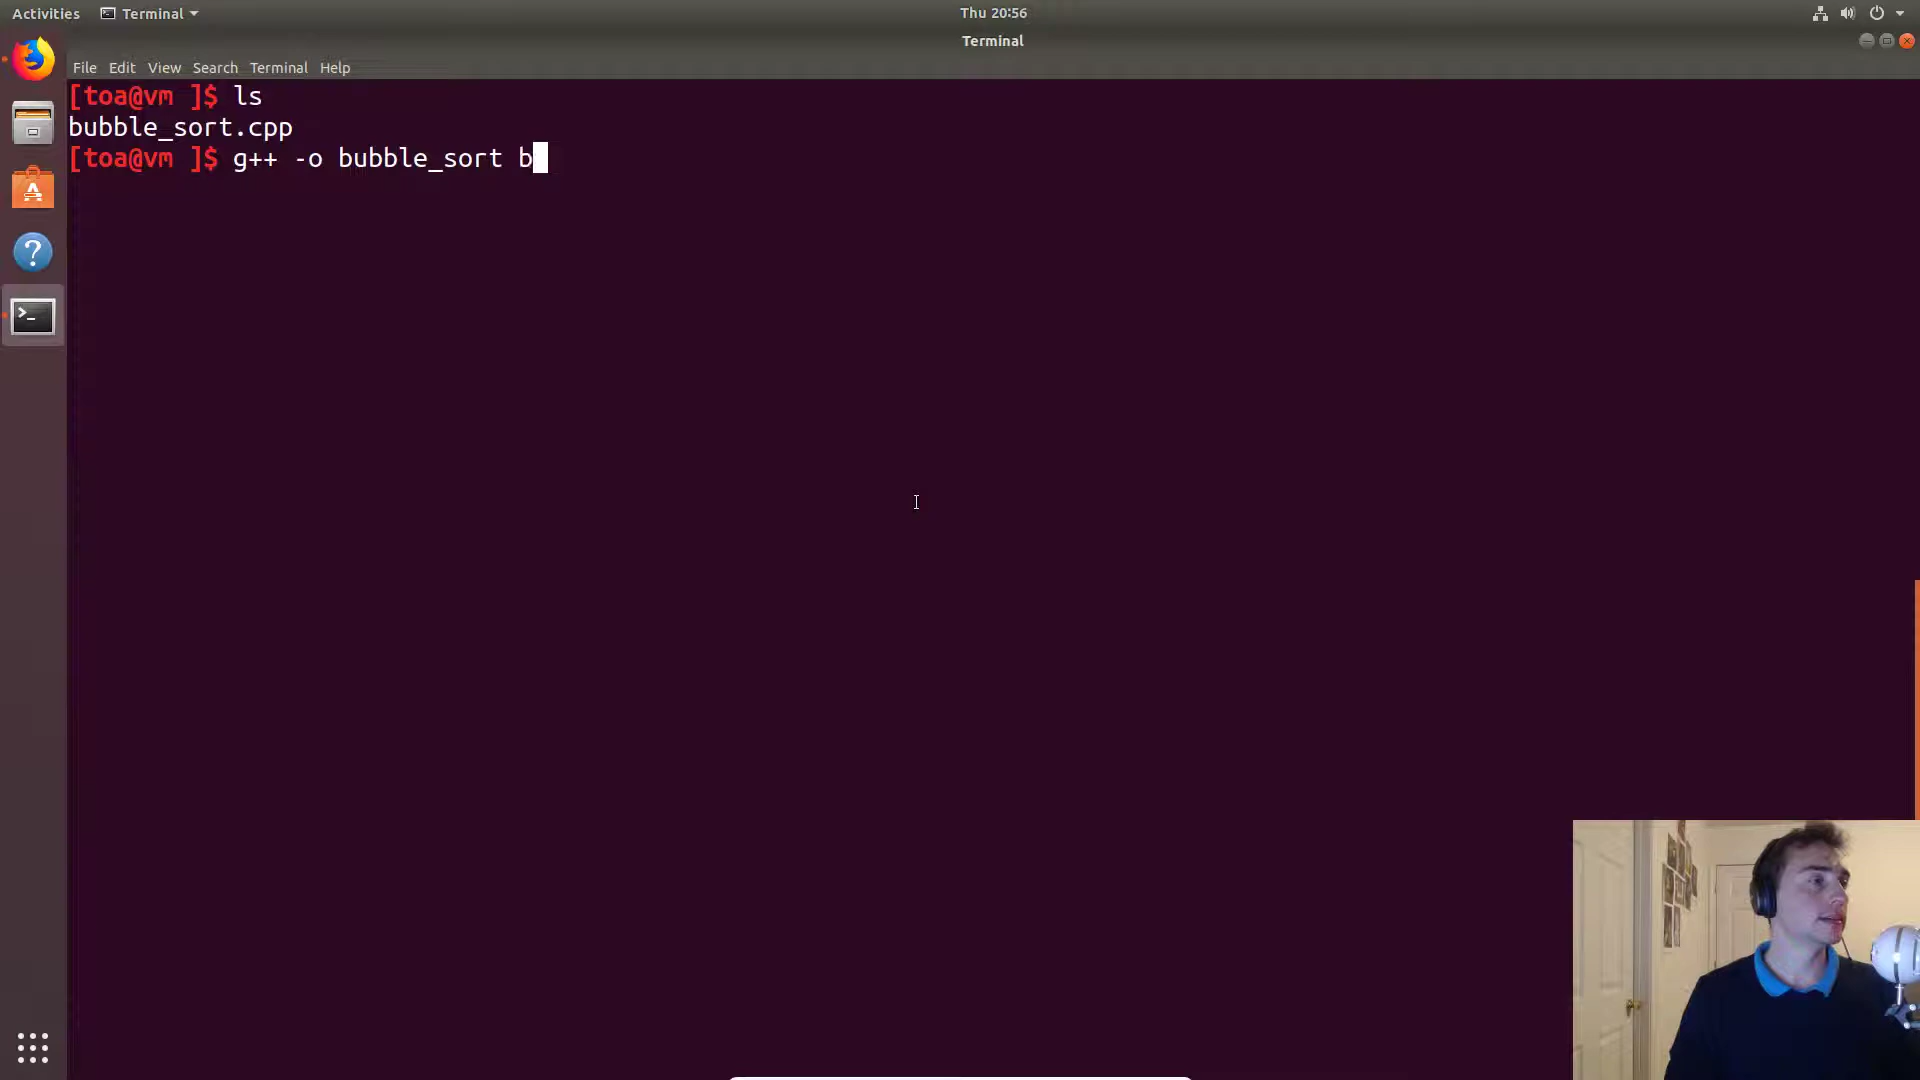 Activities Terminal Thu 20:56
Terminal
File Edit View Search Terminal Help
[toa@vm ]$ ls
bubble_sort.cpp
[toa@vm ]$ g++ -o bubble_sort b